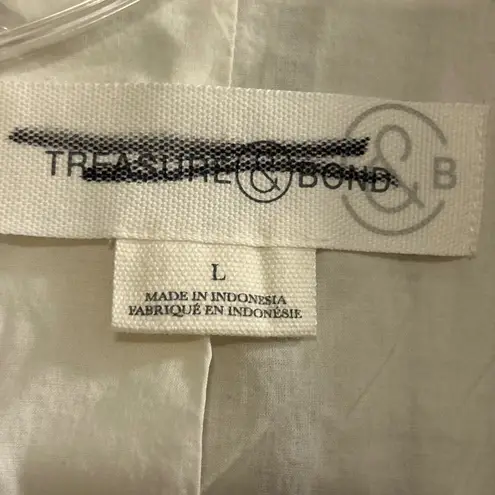 TREASURE & BOND
& B
L
MADE IN INDONESIA
FABRIQUÉ EN INDONÉSIE